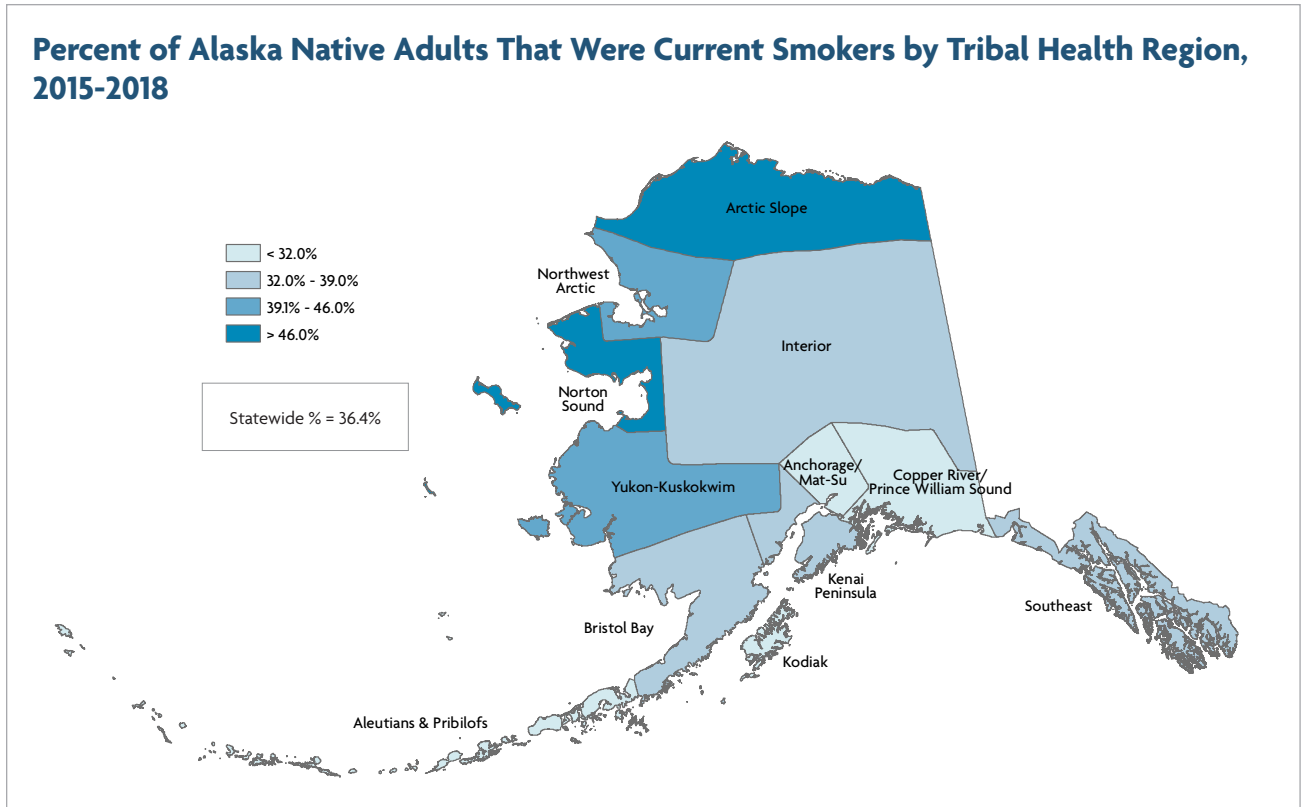 Percent of Alaska Native Adults That Were Current Smokers by Tribal Health Region,
2015-2018
Arctic Slope
< 32.0%
32.0% - 39.0%
39.1% - 46.0%
> 46.0%
Northwest
Arctic
Interior
Statewide % = 36.4%
Norton
Sound
Anchorage/
Mat-Su
Copper River/
Prince William Sound
Yukon-Kuskokwim
Kenai
Peninsula
Southeast
Bristol Bay
Kodiak
Aleutians & Pribilofs